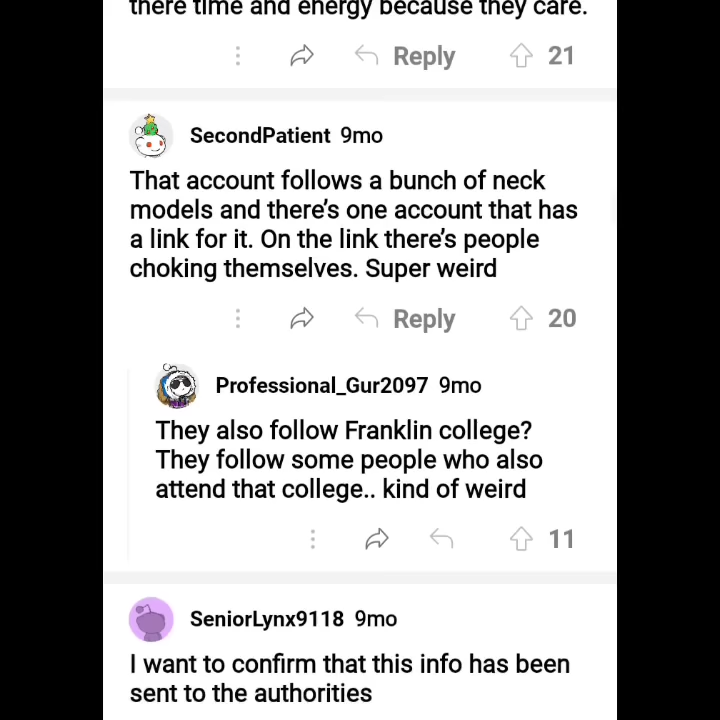 there time and energy because they care.
Reply 21
SecondPatient 9mo
That account follows a bunch of neck
models and there's one account that has
a link for it. On the link there's people
choking themselves. Super weird
Reply 20
Professional_Gur2097 9mo
They also follow Franklin college?
They follow some people who also
attend that college.. kind of weird
11
SeniorLynx9118 9mo
I want to confirm that this info has been
sent to the authorities